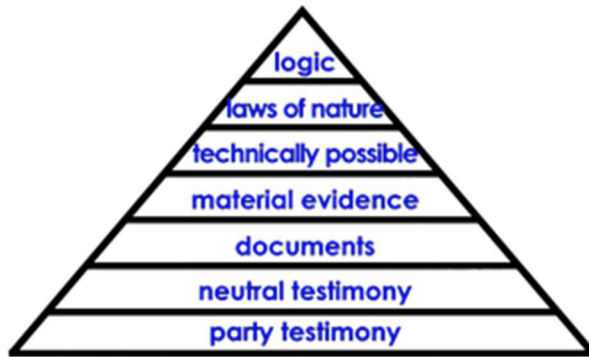 logic
laws of nature
technically possible
material evidence
documents
neutral testimony
party testimony